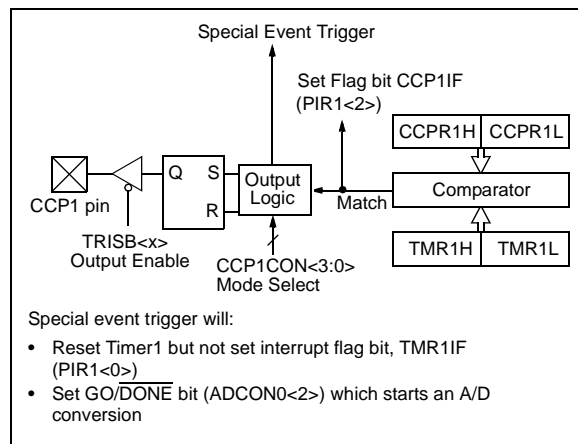 Special Event Trigger
Set Flag bit CCP1IF
(PIR1<2>)
CCPR1H CCPR1L
Q S Output
Logic
R
Match
Comparator
CCP1 pin
TRISB<x>
Output Enable
CCP1CON<3:0>
Mode Select
TMR1H TMR1L
Special event trigger will:
• Reset Timer1 but not set interrupt flag bit, TMR1IF
(PIR1<0>)
• Set GO/DONE bit (ADCON0<2>) which starts an A/D
conversion